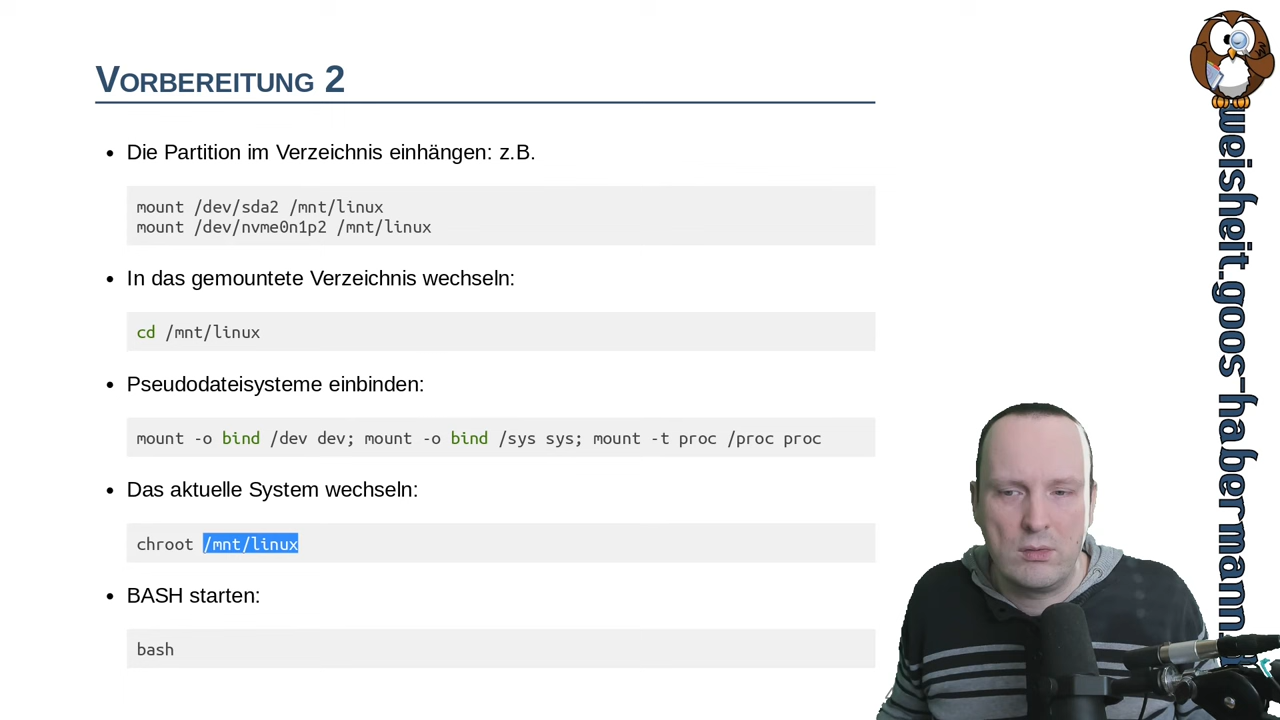 Vorbereitung 2
Die Partition im Verzeichnis einhängen: z.B.
mount /dev/sda2 /mnt/linux
mount /dev/nvme0n1p2 /mnt/linux
In das gemountete Verzeichnis wechseln:
cd /mnt/linux
Pseudodateisysteme einbinden:
mount -o bind /dev dev; mount -o bind /sys sys; mount -t proc /proc proc
Das aktuelle System wechseln:
chroot /mnt/linux
BASH starten:
bash
weisheit.goos-habermann